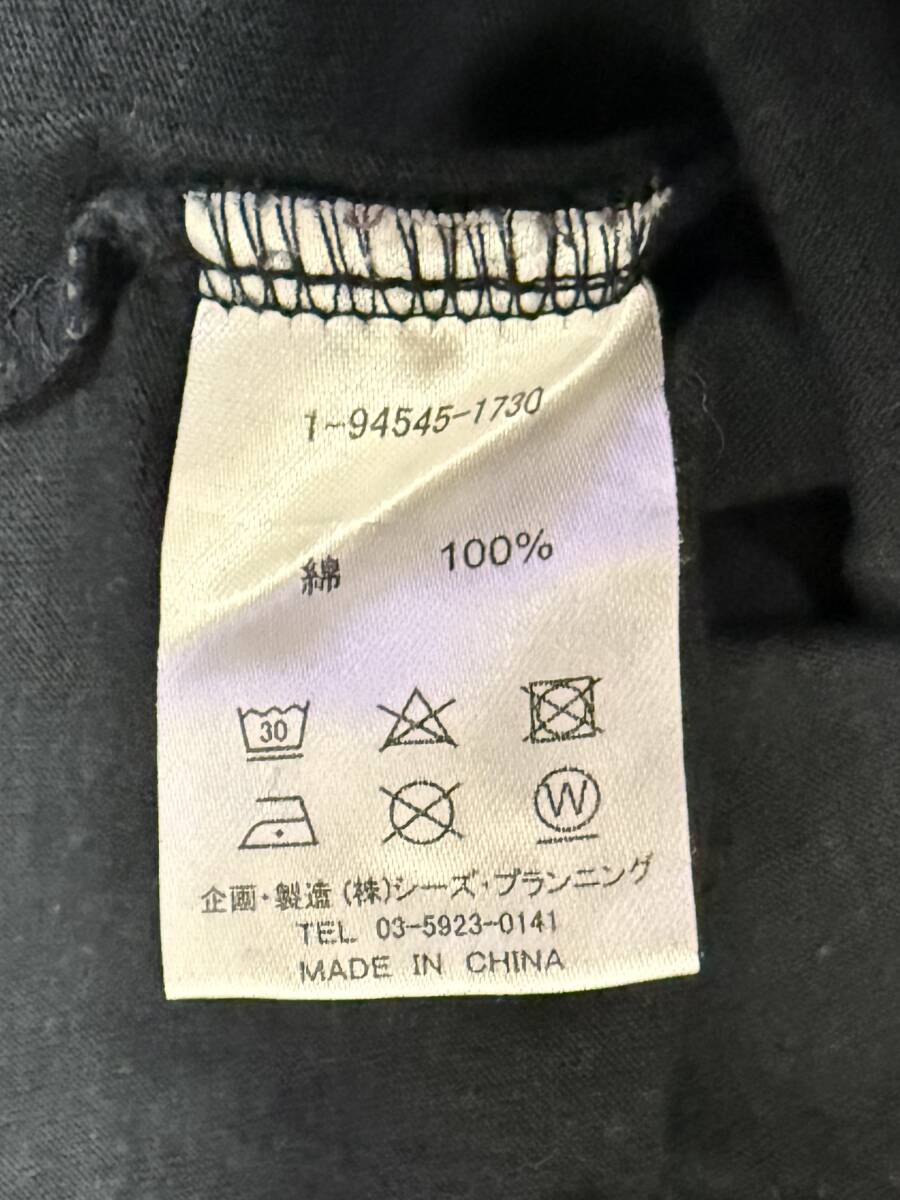 1-94545-1730
綿 100%
30
W
企画・製造 (株)シーズ・プランニング
TEL 03-5923-0141
MADE IN CHINA